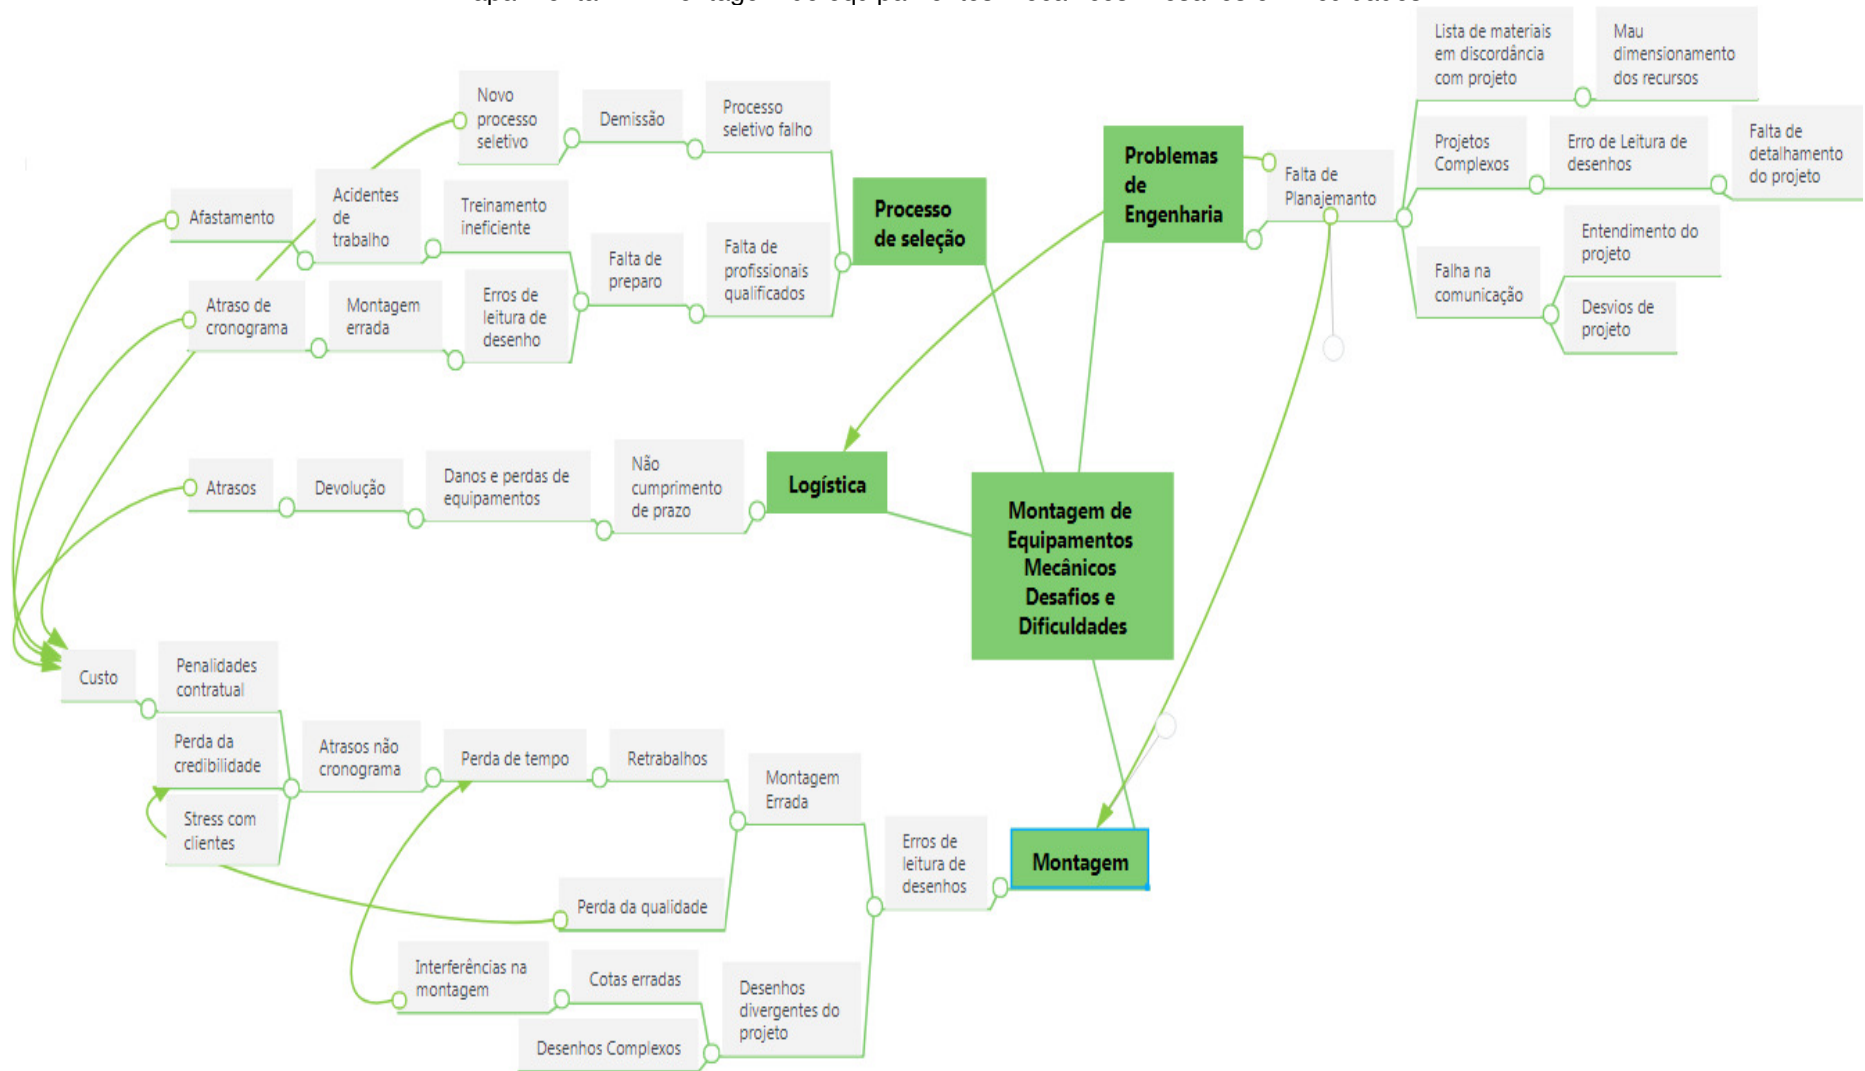 Lista de materiais
em discordância
com projeto
Mau
dimensionamento
dos recursos
Novo
processo
seletivo
Demissão
Processo
seletivo falho
Problemas
de
Engenharia
Falta de
Planajemanto
Projetos
Complexos
Erro de Leitura de
desenhos
Falta de
detalhamento
do projeto
Afastamento
Acidentes
de
trabalho
Treinamento
ineficiente
Processo
de seleção
Falta de
preparo
Falta de
profissionais
qualificados
Entendimento do
projeto
Falha na
comunicação
Desvios de
projeto
Atraso de
cronograma
Montagem
errada
Erros de
leitura de
desenho
Atrasos
Devolução
Danos e perdas de
equipamentos
Não
cumprimento
de prazo
Logística
Montagem de
Equipamentos
Mecânicos
Desafios e
Dificuldades
Custo
Penalidades
contratual
Perda da
credibilidade
Stress com
clientes
Atrasos não
cronograma
Perda de tempo
Retrabalhos
Montagem
Errada
Perda da qualidade
Erros de
leitura de
desenhos
Montagem
Interferências na
montagem
Cotas erradas
Desenhos
divergentes do
projeto
Desenhos Complexos